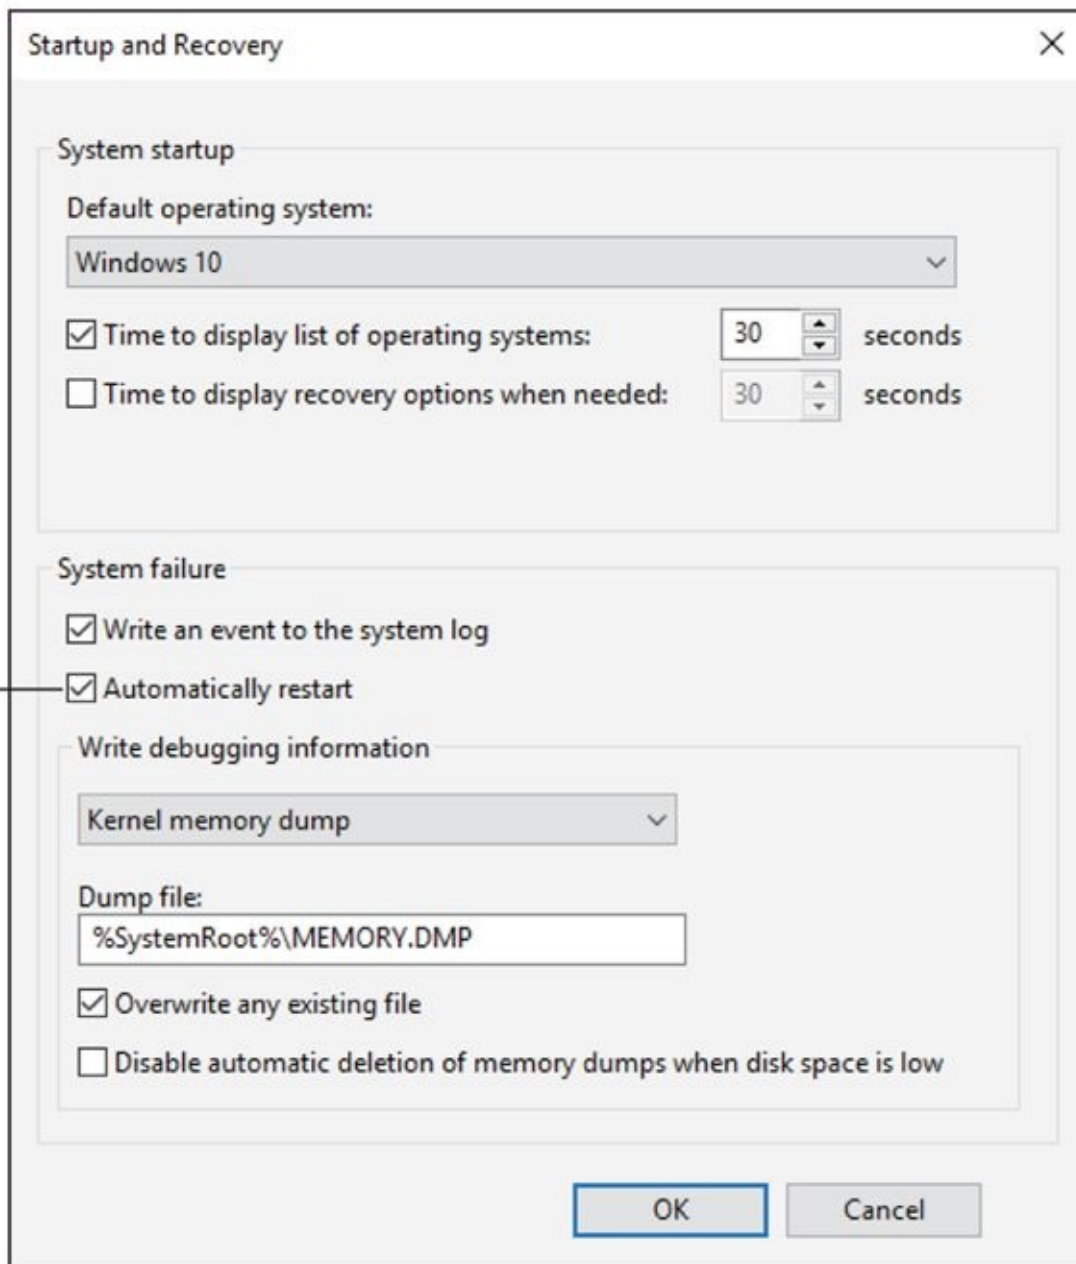 Startup and Recovery
System startup
Default operating system:
Windows 10
Time to display list of operating systems: 30 seconds
Time to display recovery options when needed: 30 seconds
System failure
Write an event to the system log
Automatically restart
Write debugging information
Kernel memory dump
Dump file:
%SystemRoot%\MEMORY.DMP
Overwrite any existing file
Disable automatic deletion of memory dumps when disk space is low
OK Cancel